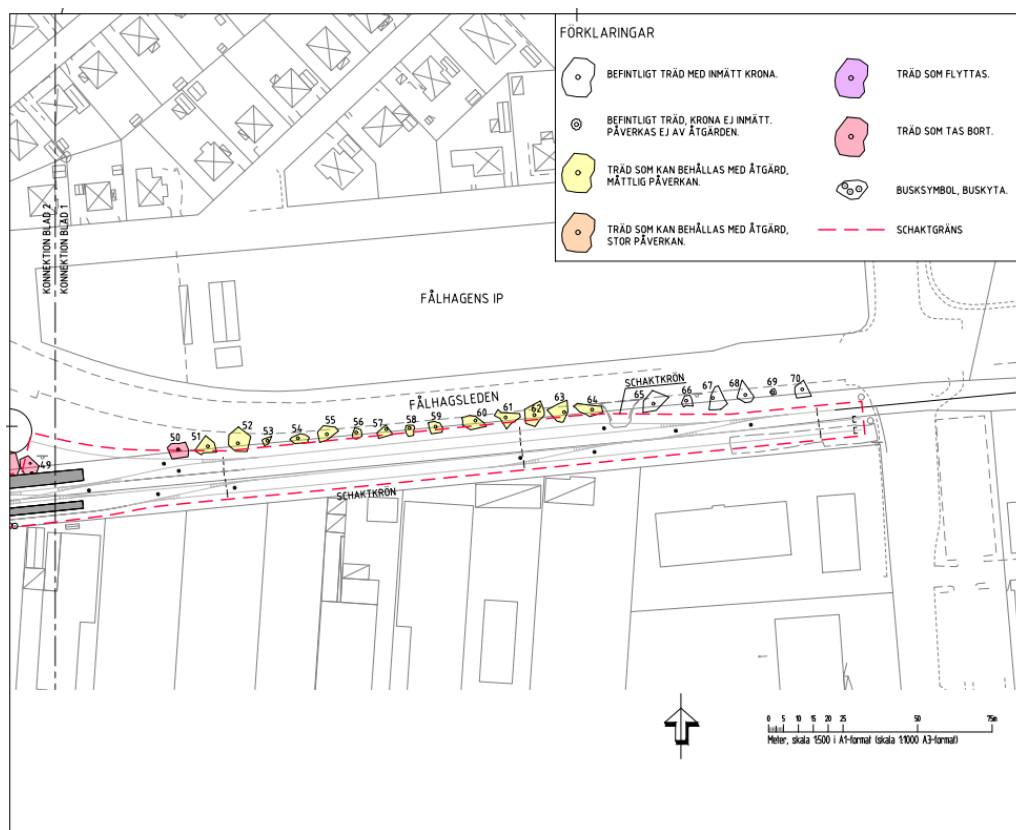 FÖRKLARINGAR
BEFINTLIGT TRÄD MED INMÄTT KRONA.
BEFINTLIGT TRÄD, KRONA EJ INMÄTT.
PÅVERKAS EJ AV ÅTGÄRDEN.
TRÄD SOM KAN BEHÅLLAS MED ÅTGÄRD,
MÅTTLIG PÅVERKAN.
TRÄD SOM KAN BEHÅLLAS MED ÅTGÄRD,
STOR PÅVERKAN.
TRÄD SOM FLYTTAS.
TRÄD SOM TAS BORT.
BUSKSYMBOL, BUSKYTA.
SCHAKTGRÄNS
KONNEKTION BLAD 2
KONNEKTION BLAD 1
FÅLHAGENS IP
FÅLHAGSLEDEN
SCHAKTKRÖN
49
50
51
52
53
54
55
56
57
58
59
60
61
62
63
64
65
66
67
68
69
70
SCHAKTKRÖN
0 5 10 15 20 25 50 75m
Meter, skala 1:500 i A1-format (skala 1:1000 A3-format)